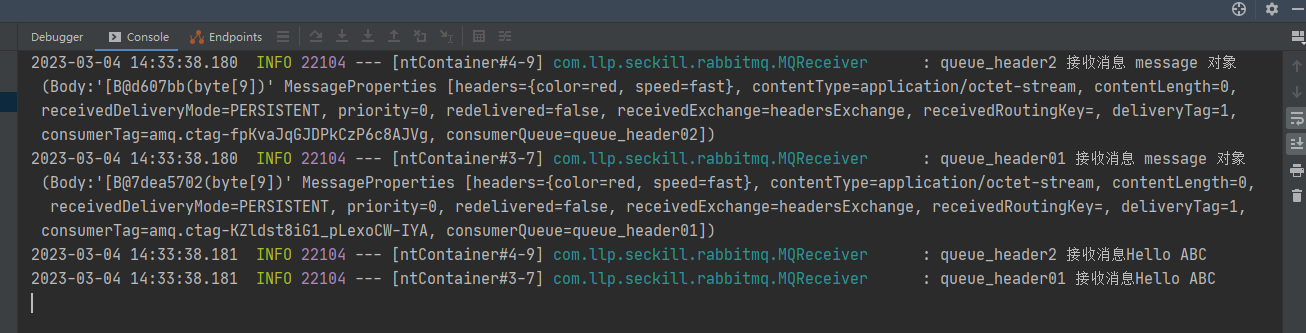 Debugger Console Endpoints
2023-03-04 14:33:38.180  INFO 22104 --- [ntContainer#4-9] com.llp.seckill.rabbitmq.MQReceiver      : queue_header2 接收消息 message 对象
(Body:'[B@d607bb(byte[9])' MessageProperties [headers={color=red, speed=fast}, contentType=application/octet-stream, contentLength=0,
receivedDeliveryMode=PERSISTENT, priority=0, redelivered=false, receivedExchange=headersExchange, receivedRoutingKey=, deliveryTag=1,
consumerTag=amq.ctag-fpKvaJqGJDPkCzP6c8AJVg, consumerQueue=queue_header02])
2023-03-04 14:33:38.180  INFO 22104 --- [ntContainer#3-7] com.llp.seckill.rabbitmq.MQReceiver      : queue_header01 接收消息 message 对象
(Body:'[B@7dea5702(byte[9])' MessageProperties [headers={color=red, speed=fast}, contentType=application/octet-stream, contentLength=0,
receivedDeliveryMode=PERSISTENT, priority=0, redelivered=false, receivedExchange=headersExchange, receivedRoutingKey=, deliveryTag=1,
consumerTag=amq.ctag-KZldst8iG1_pLexoCW-IYA, consumerQueue=queue_header01])
2023-03-04 14:33:38.181  INFO 22104 --- [ntContainer#4-9] com.llp.seckill.rabbitmq.MQReceiver      : queue_header2 接收消息Hello ABC
2023-03-04 14:33:38.181  INFO 22104 --- [ntContainer#3-7] com.llp.seckill.rabbitmq.MQReceiver      : queue_header01 接收消息Hello ABC